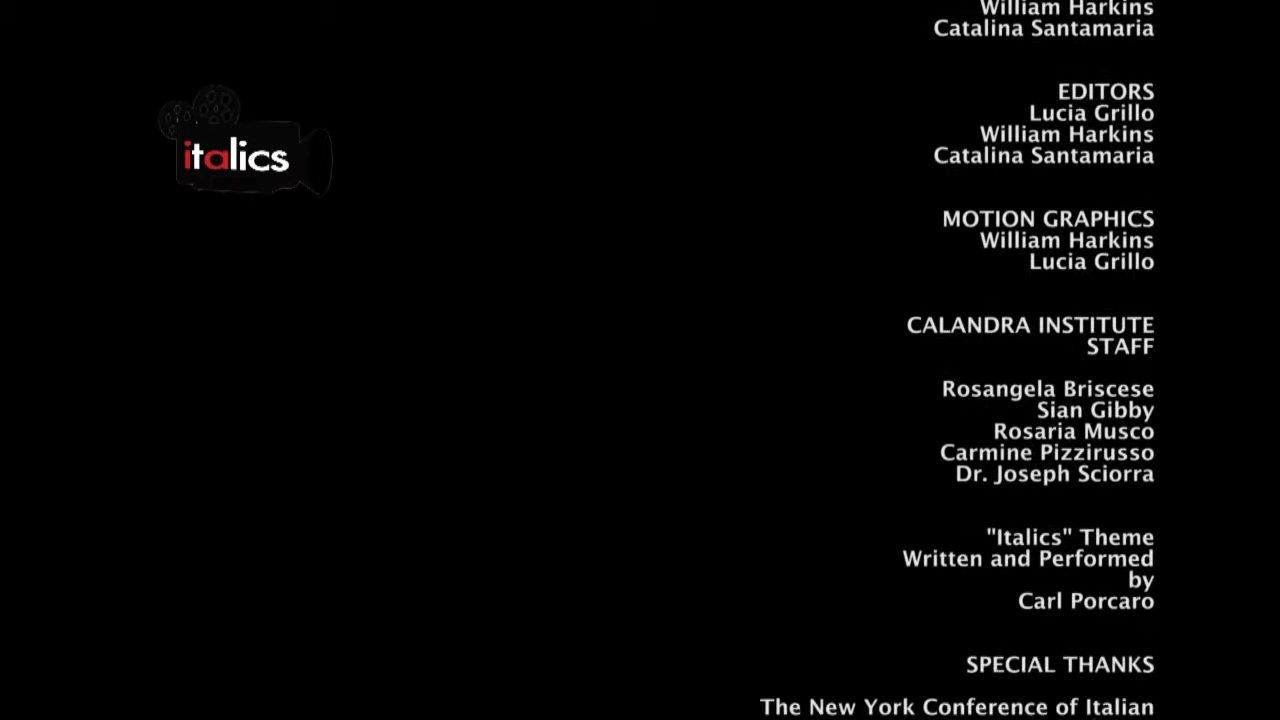 William Harkins
Catalina Santamaria
italics
EDITORS
Lucia Grillo
William Harkins
Catalina Santamaria
MOTION GRAPHICS
William Harkins
Lucia Grillo
CALANDRA INSTITUTE
STAFF
Rosangela Briscese
Sian Gibby
Rosaria Musco
Carmine Pizzirusso
Dr. Joseph Sciorra
"Italics" Theme
Written and Performed
by
Carl Porcaro
SPECIAL THANKS
The New York Conference of Italian